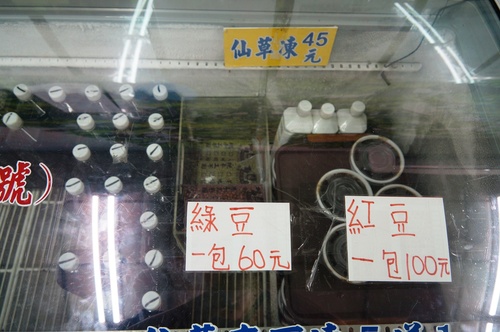 仙草凍 45元
號)
綠豆
一包60元
紅豆
一包100元